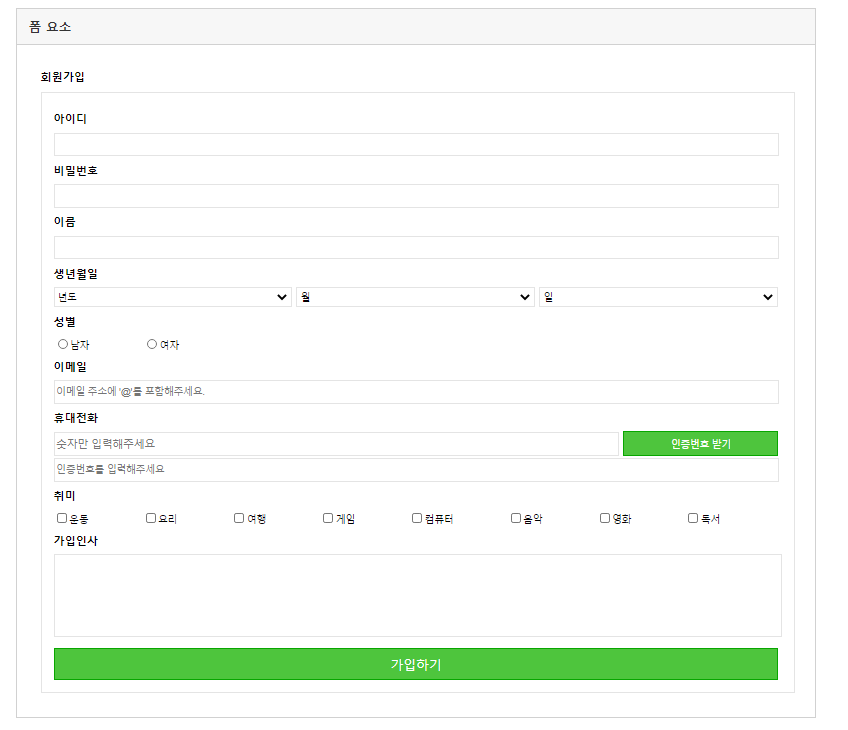 폼 요소
회원가입
아이디
비밀번호
이름
생년월일
년도 월 일
성별
남자 여자
이메일
이메일 주소에 '@'를 포함해주세요.
휴대전화
숫자만 입력해주세요 인증번호 받기
인증번호를 입력해주세요
취미
운동 요리 여행 게임 컴퓨터 음악 영화 독서
가입인사
가입하기